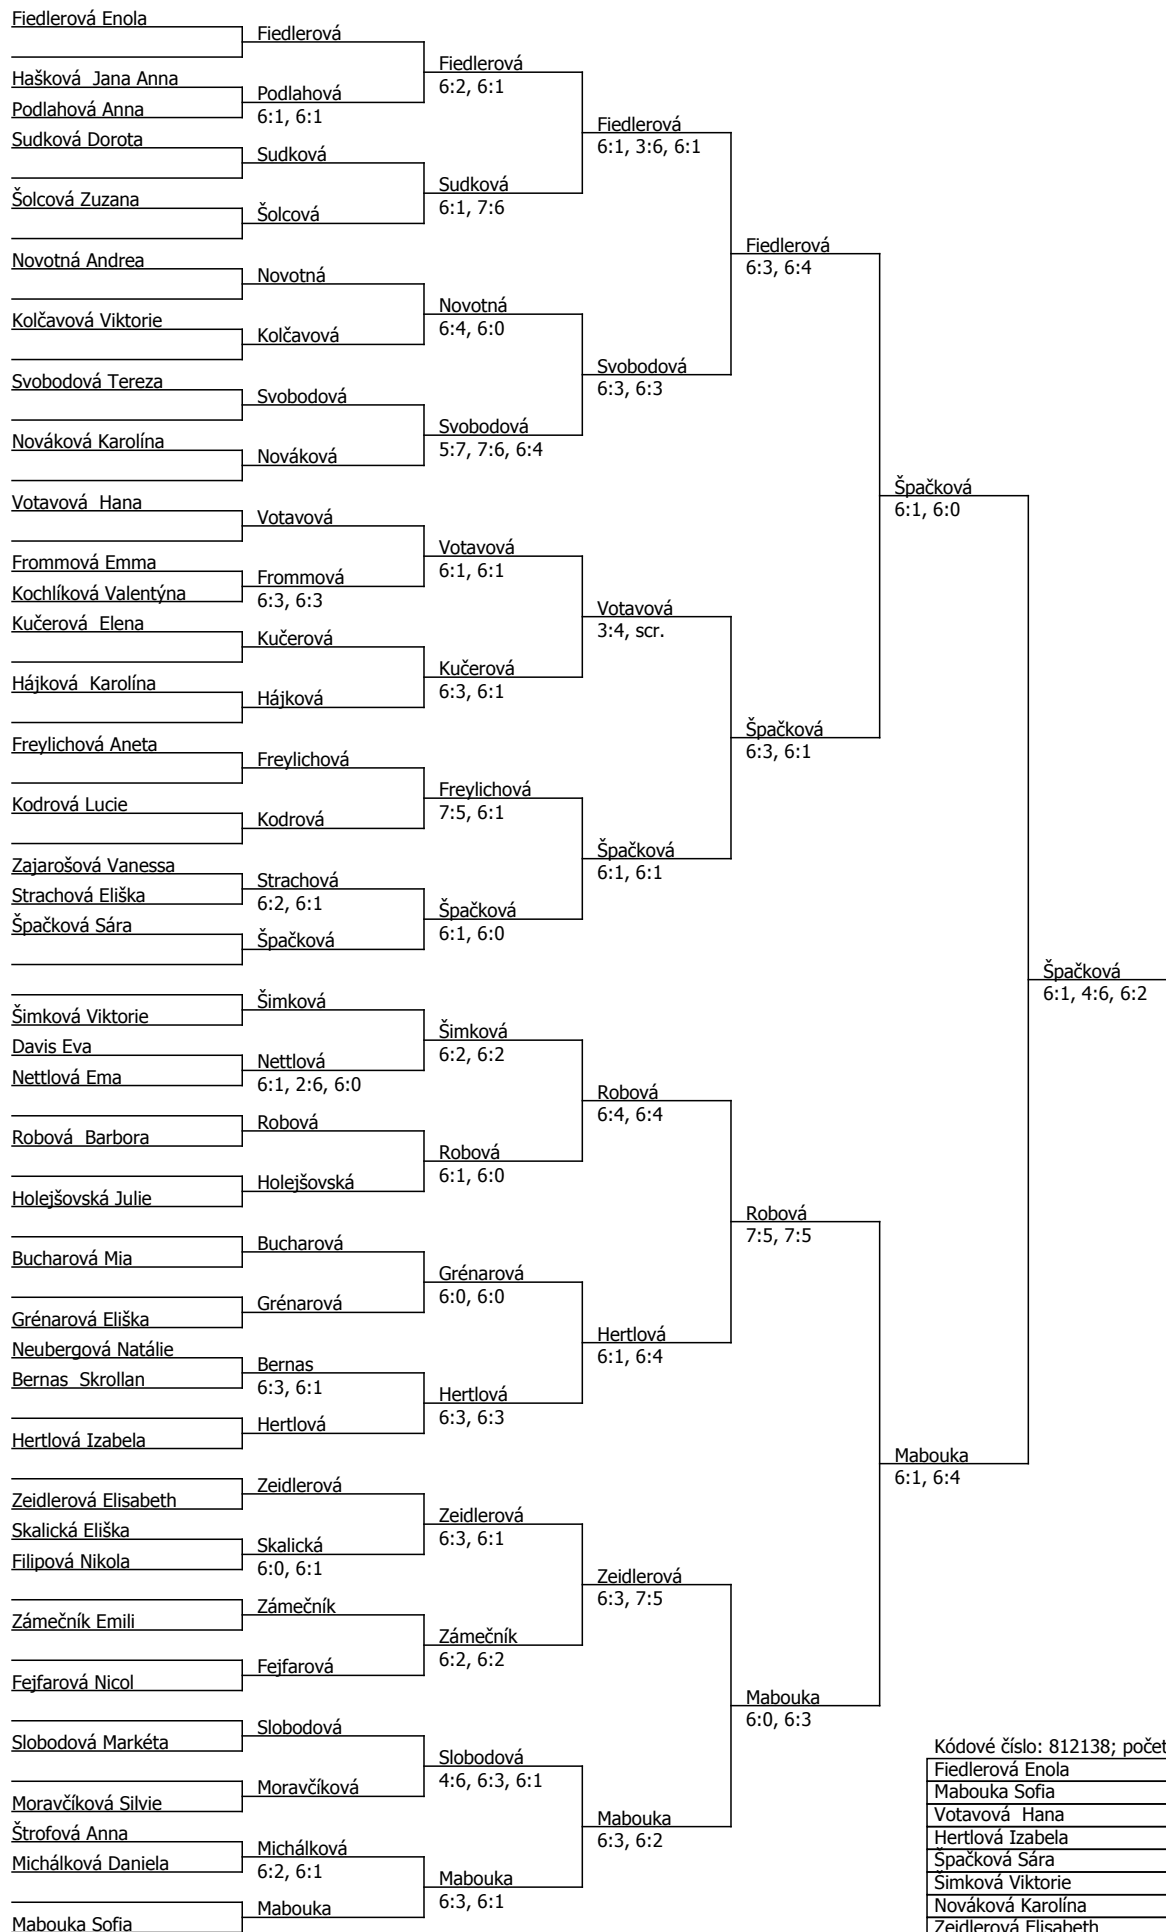 Fiedlerová Enola
Hašková  Jana Anna
Podlahová Anna
Sudková Dorota
Šolcová Zuzana
Novotná Andrea
Kolčavová Viktorie
Svobodová Tereza
Nováková Karolína
Votavová  Hana
Frommová Emma
Kochlíková Valentýna
Kučerová  Elena
Hájková  Karolína
Freylichová Aneta
Kodrová Lucie
Zajarošová Vanessa
Strachová Eliška
Špačková Sára
Šimková Viktorie
Davis Eva
Nettlová Ema
Robová  Barbora
Holejšovská Julie
Bucharová Mia
Grénarová Eliška
Neubergová Natálie
Bernas  Skrollan
Hertlová Izabela
Zeidlerová Elisabeth
Skalická Eliška
Filipová Nikola
Zámečník Emili
Fejfarová Nicol
Slobodová Markéta
Moravčíková Silvie
Štrofová Anna
Michálková Daniela
Mabouka Sofia
Fiedlerová
Podlahová
6:1, 6:1
Sudková
Šolcová
Novotná
Kolčavová
Svobodová
Nováková
Votavová
Frommová
6:3, 6:3
Kučerová
Hájková
Freylichová
Kodrová
Strachová
6:2, 6:1
Špačková
Šimková
Nettlová
6:1, 2:6, 6:0
Robová
Holejšovská
Bucharová
Grénarová
Bernas
6:3, 6:1
Hertlová
Zeidlerová
Skalická
6:0, 6:1
Zámečník
Fejfarová
Slobodová
Moravčíková
Michálková
6:2, 6:1
Mabouka
Fiedlerová
6:2, 6:1
Sudková
6:1, 7:6
Novotná
6:4, 6:0
Svobodová
5:7, 7:6, 6:4
Votavová
6:1, 6:1
Kučerová
6:3, 6:1
Freylichová
7:5, 6:1
Špačková
6:1, 6:0
Šimková
6:2, 6:2
Robová
6:1, 6:0
Grénarová
6:0, 6:0
Hertlová
6:3, 6:3
Zeidlerová
6:3, 6:1
Zámečník
6:2, 6:2
Slobodová
4:6, 6:3, 6:1
Mabouka
6:3, 6:1
Fiedlerová
6:1, 3:6, 6:1
Svobodová
6:3, 6:3
Votavová
3:4, scr.
Špačková
6:1, 6:1
Robová
6:4, 6:4
Hertlová
6:1, 6:4
Zeidlerová
6:3, 7:5
Mabouka
6:3, 6:2
Fiedlerová
6:3, 6:4
Špačková
6:3, 6:1
Robová
7:5, 7:5
Mabouka
6:0, 6:3
Špačková
6:1, 6:0
Mabouka
6:1, 6:4
Špačková
6:1, 4:6, 6:2
Kódové číslo: 812138; počet
Fiedlerová Enola
Mabouka Sofia
Votavová  Hana
Hertlová Izabela
Špačková Sára
Šimková Viktorie
Nováková Karolína
Zeidlerová Elisabeth